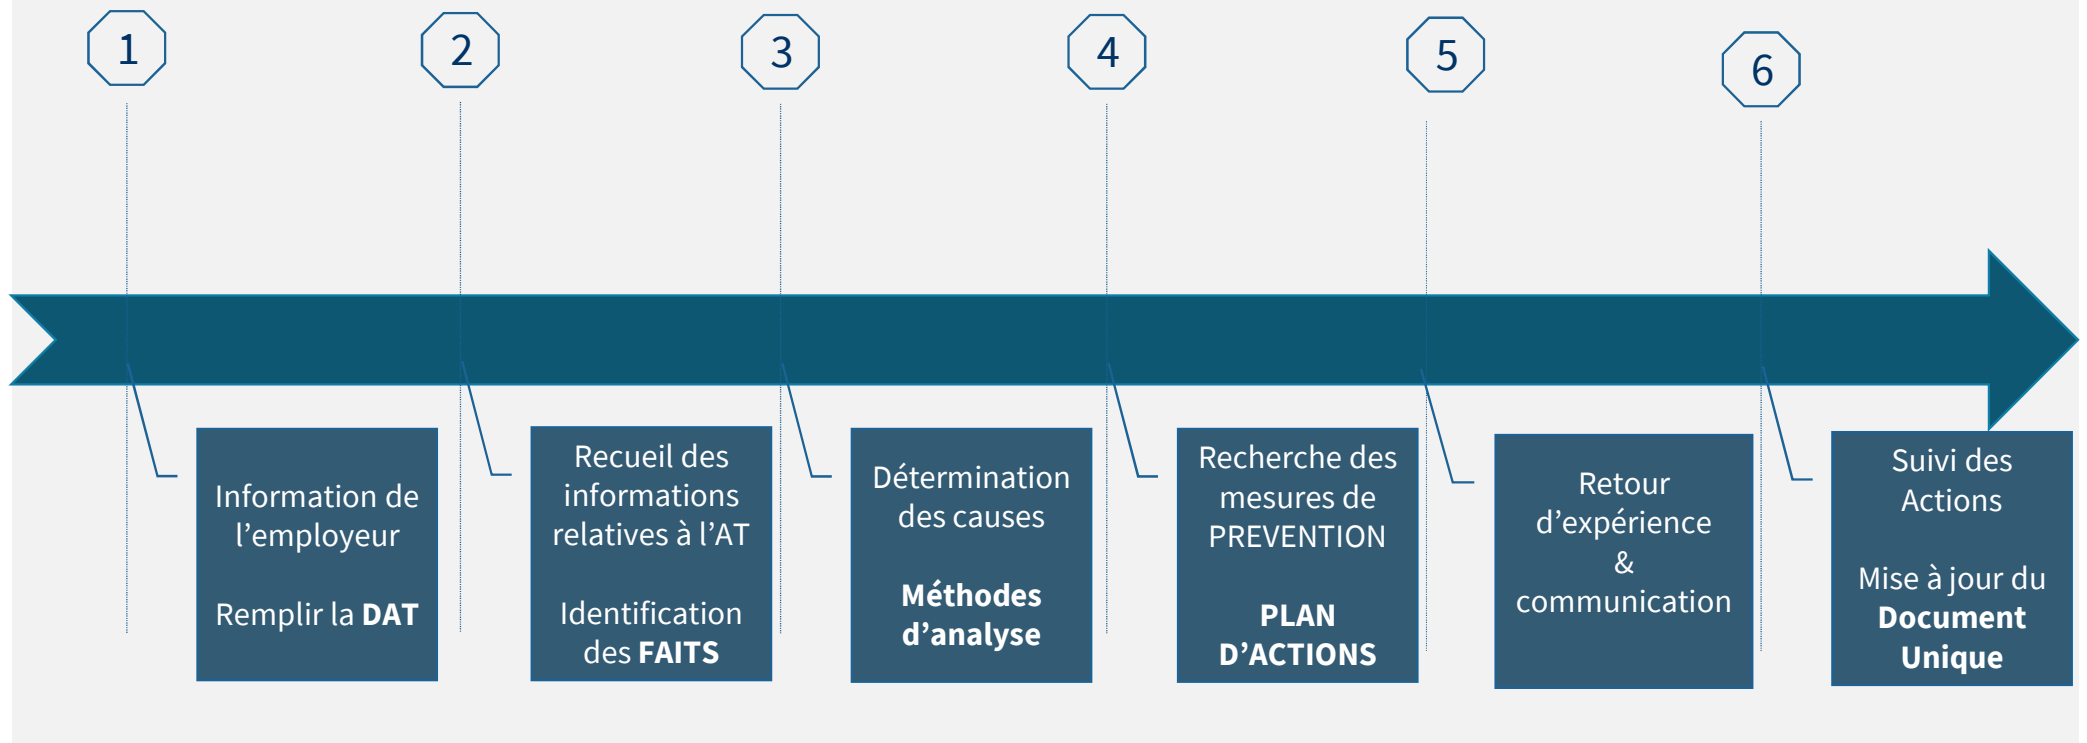 1
2
3
4
5
6
Information de
l’employeur
Remplir la DAT
Recueil des
informations
relatives à l’AT
Identification
des FAITS
Détermination
des causes
Méthodes
d’analyse
Recherche des
mesures de
PREVENTION
PLAN
D’ACTIONS
Retour
d’expérience
&
communication
Suivi des
Actions
Mise à jour du
Document
Unique